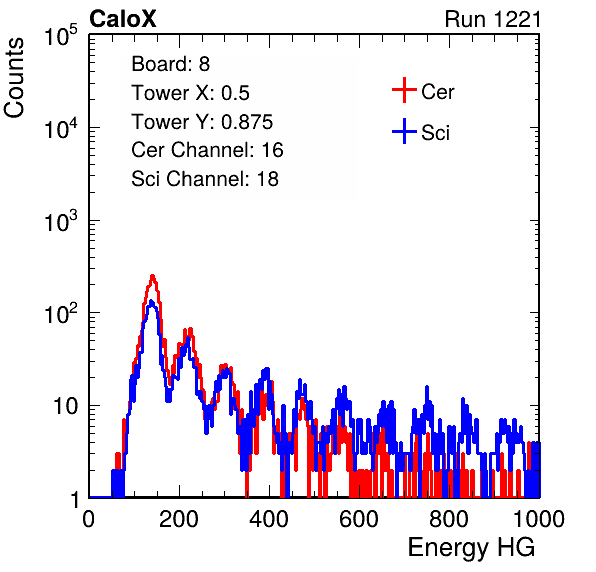 CaloX Run 1221
Counts
Board: 8
Tower X: 0.5
Tower Y: 0.875
Cer Channel: 16
Sci Channel: 18
Cer
Sci
10^5
10^4
10^3
10^2
10
1
0 200 400 600 800 1000
Energy HG